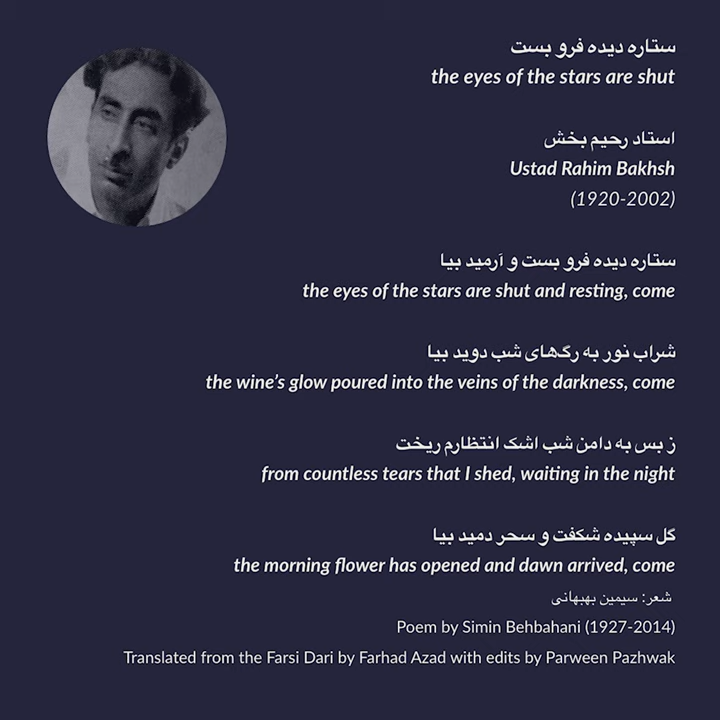 ستاره دیده فرو بست
the eyes of the stars are shut
استاد رحیم بخش
Ustad Rahim Bakhsh
(1920-2002)
ستاره دیده فرو بست و آرمید بیا
the eyes of the stars are shut and resting, come
شراب نور به رگهای شب دوید بیا
the wine’s glow poured into the veins of the darkness, come
ز بس به دامن شب اشک انتظارم ریخت
from countless tears that I shed, waiting in the night
گل سپیده شکفت و سحر دمید بیا
the morning flower has opened and dawn arrived, come
شعر: سیمین بهبهانی
Poem by Simin Behbahani (1927-2014)
Translated from the Farsi Dari by Farhad Azad with edits by Parween Pazhwak